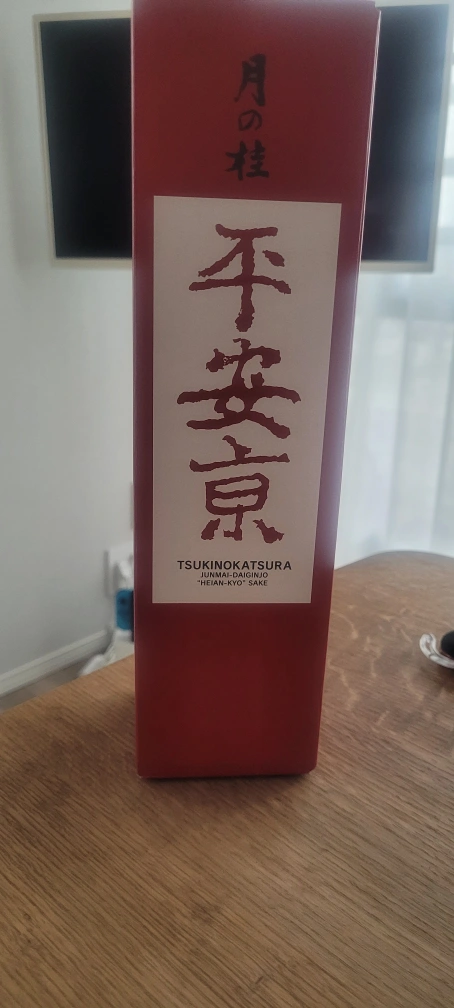 月の桂
平安京
TSUKINOKATSURA
JUNMAI-DAIGINJO
"HEIAN-KYO" SAKE